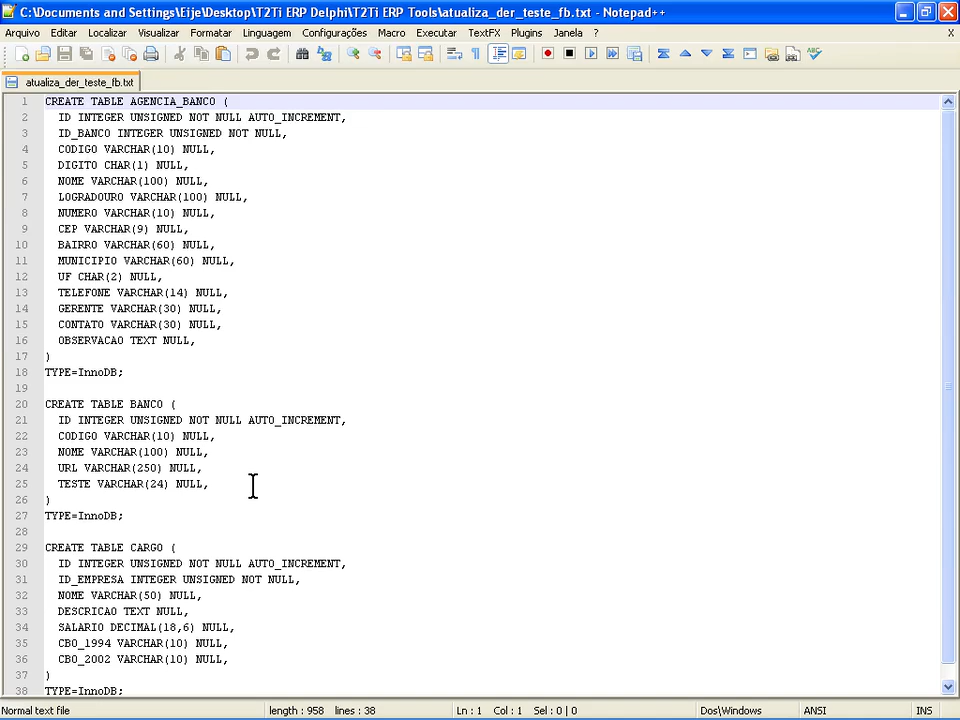 C:\Documents and Settings\Eije\Desktop\T2Ti ERP Delphi\T2Ti ERP Tools\atualiza_der_teste_fb.txt - Notepad++
Arquivo Editar Localizar Visualizar Formatar Linguagem Configurações Macro Executar TextFX Plugins Janela ? X
atualiza_der_teste_fb.txt
1 CREATE TABLE AGENCIA_BANCO (
2 ID INTEGER UNSIGNED NOT NULL AUTO_INCREMENT,
3 ID_BANCO INTEGER UNSIGNED NOT NULL,
4 CODIGO VARCHAR(10) NULL,
5 DIGITO CHAR(1) NULL,
6 NOME VARCHAR(100) NULL,
7 LOGRADOURO VARCHAR(100) NULL,
8 NUMERO VARCHAR(10) NULL,
9 CEP VARCHAR(9) NULL,
10 BAIRRO VARCHAR(60) NULL,
11 MUNICIPIO VARCHAR(60) NULL,
12 UF CHAR(2) NULL,
13 TELEFONE VARCHAR(14) NULL,
14 GERENTE VARCHAR(30) NULL,
15 CONTATO VARCHAR(30) NULL,
16 OBSERVACAO TEXT NULL,
17 )
18 TYPE=InnoDB;
19
20 CREATE TABLE BANCO (
21 ID INTEGER UNSIGNED NOT NULL AUTO_INCREMENT,
22 CODIGO VARCHAR(10) NULL,
23 NOME VARCHAR(100) NULL,
24 URL VARCHAR(250) NULL,
25 TESTE VARCHAR(24) NULL,
26 )
27 TYPE=InnoDB;
28
29 CREATE TABLE CARGO (
30 ID INTEGER UNSIGNED NOT NULL AUTO_INCREMENT,
31 ID_EMPRESA INTEGER UNSIGNED NOT NULL,
32 NOME VARCHAR(50) NULL,
33 DESCRICAO TEXT NULL,
34 SALARIO DECIMAL(18,6) NULL,
35 CBO_1994 VARCHAR(10) NULL,
36 CBO_2002 VARCHAR(10) NULL,
37 )
38 TYPE=InnoDB;
Normal text file length : 958 lines : 38 Ln : 1 Col : 1 Sel : 0 | 0 Dos\Windows ANSI INS